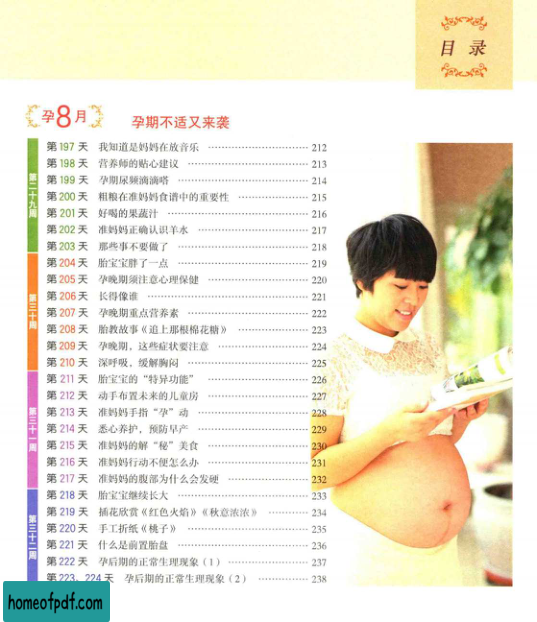 目录
孕8月 孕期不适又来袭
第二十九周
第197天 我知道是妈妈在放音乐 212
第198天 营养师的贴心建议 213
第199天 孕期尿频滴滴嗒 214
第200天 粗粮在准妈妈食谱中的重要性 215
第201天 好喝的果蔬汁 216
第202天 准妈妈正确认识羊水 217
第203天 那些事不要做了 218
第三十周
第204天 胎宝宝胖了一点 219
第205天 孕晚期须注意心理保健 220
第206天 长得像谁 221
第207天 孕晚期重点营养素 222
第208天 胎教故事《追上那根棉花糖》 223
第209天 孕晚期，这些症状要注意 224
第210天 深呼吸，缓解胸闷 225
第三十一周
第211天 胎宝宝的“特异功能” 226
第212天 动手布置未来的儿童房 227
第213天 准妈妈手指“孕”动 228
第214天 悉心养护，预防早产 229
第215天 准妈妈的解“秘”美食 230
第216天 准妈妈行动不便怎么办 231
第217天 准妈妈的腹部为什么会发硬 232
第三十二周
第218天 胎宝宝继续长大 233
第219天 插花欣赏《红色火焰》《秋意浓浓》 234
第220天 手工折纸《桃子》 235
第221天 什么是前置胎盘 236
第222天 孕后期的正常生理现象（1） 237
第223、224天 孕后期的正常生理现象（2） 238
homeofpdf.com